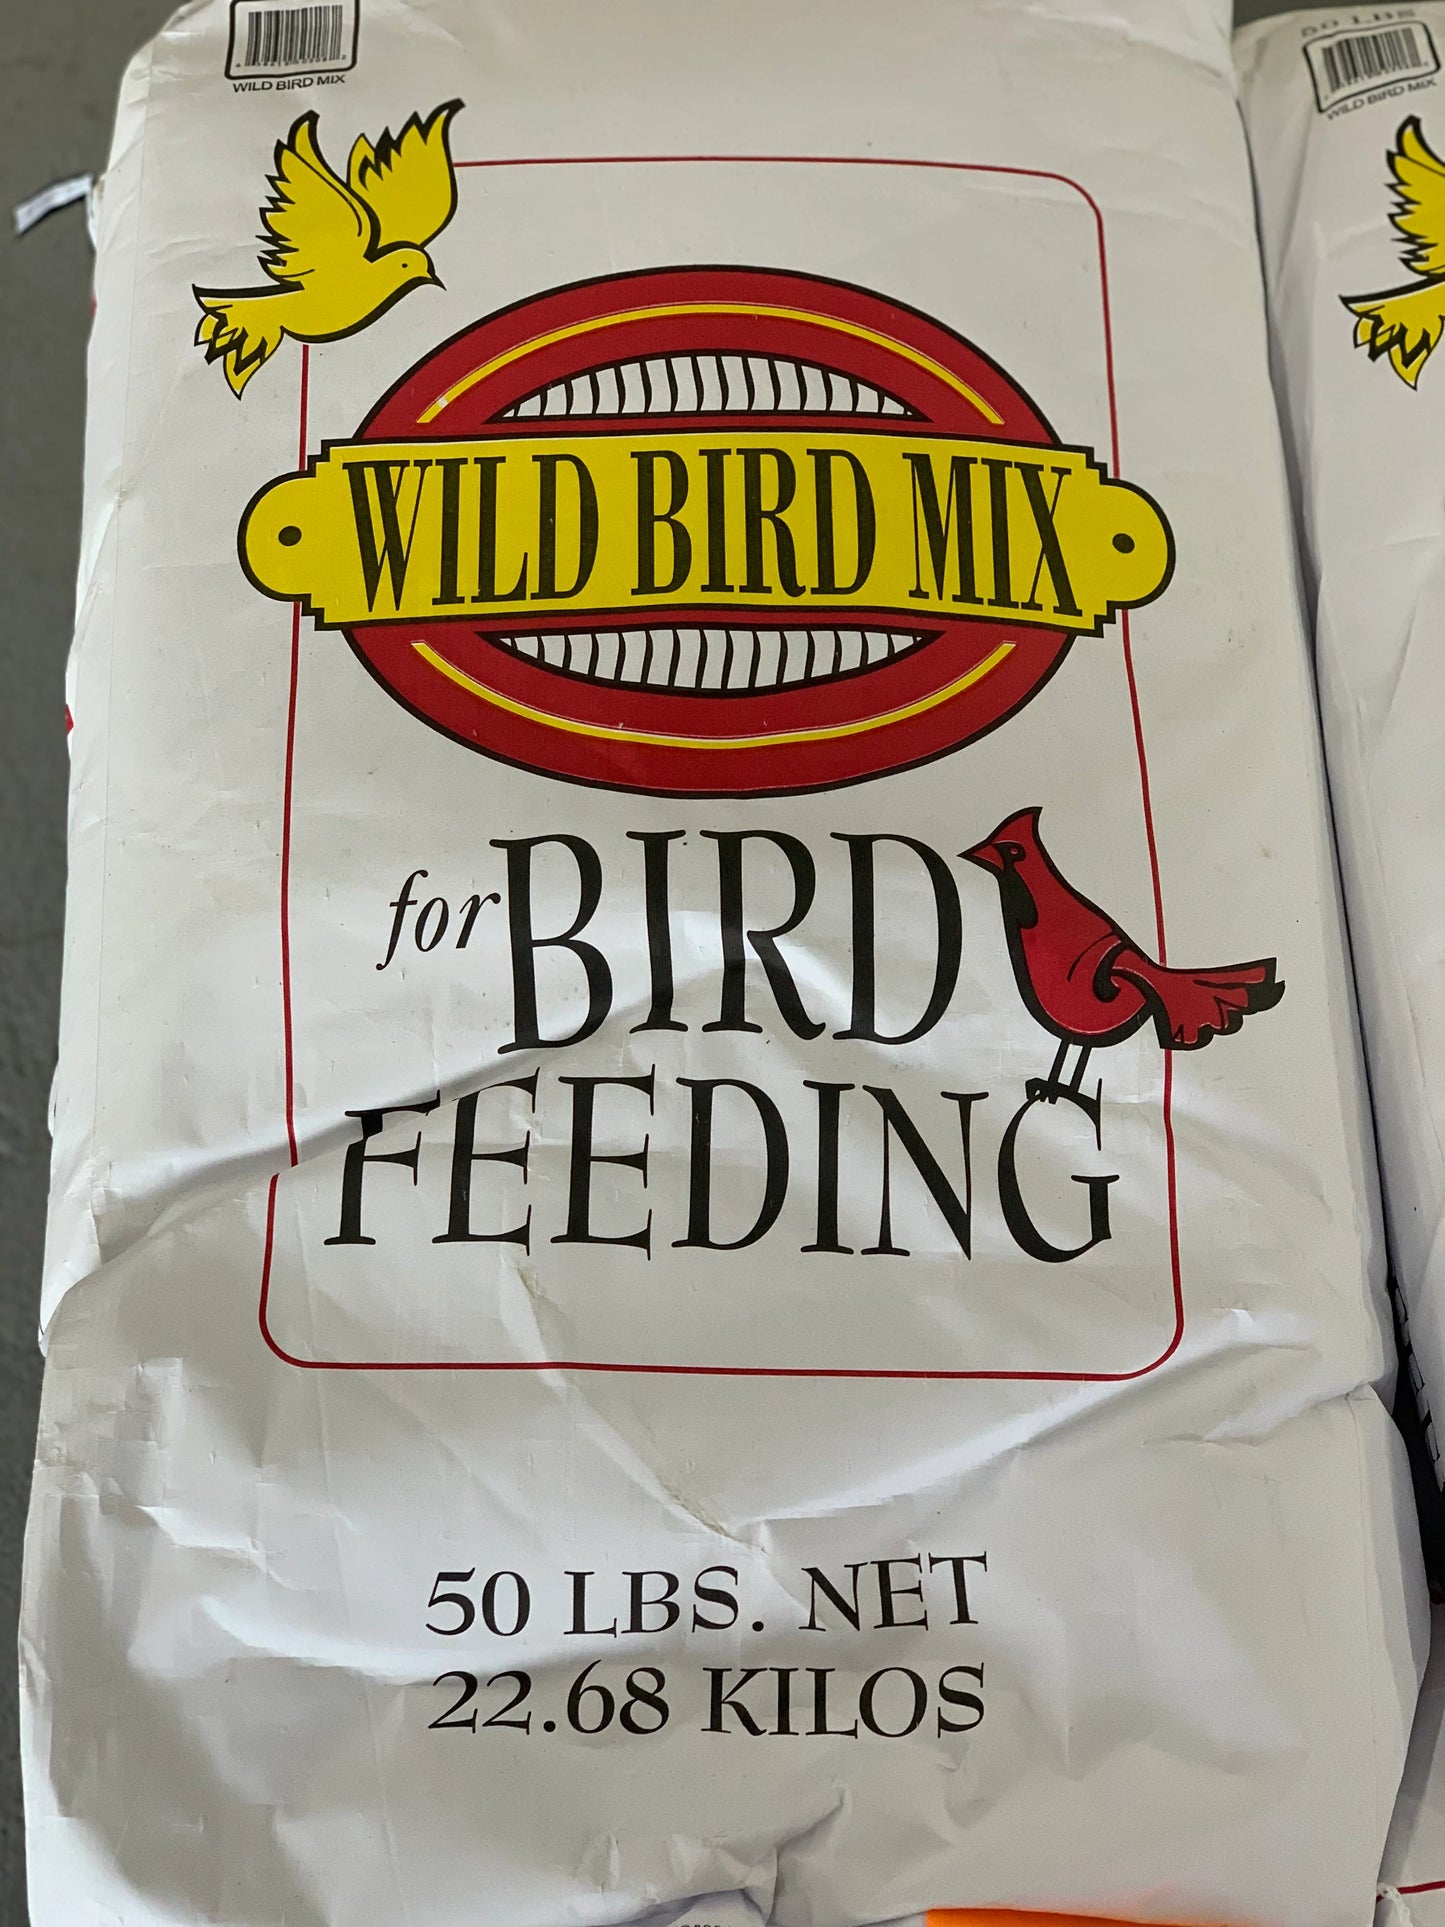 WILD BIRD MIX
50 LBS
WILD BIRD MIX
WILD BIRD MIX
for BIRD
FEEDING
50 LBS. NET
22.68 KILOS